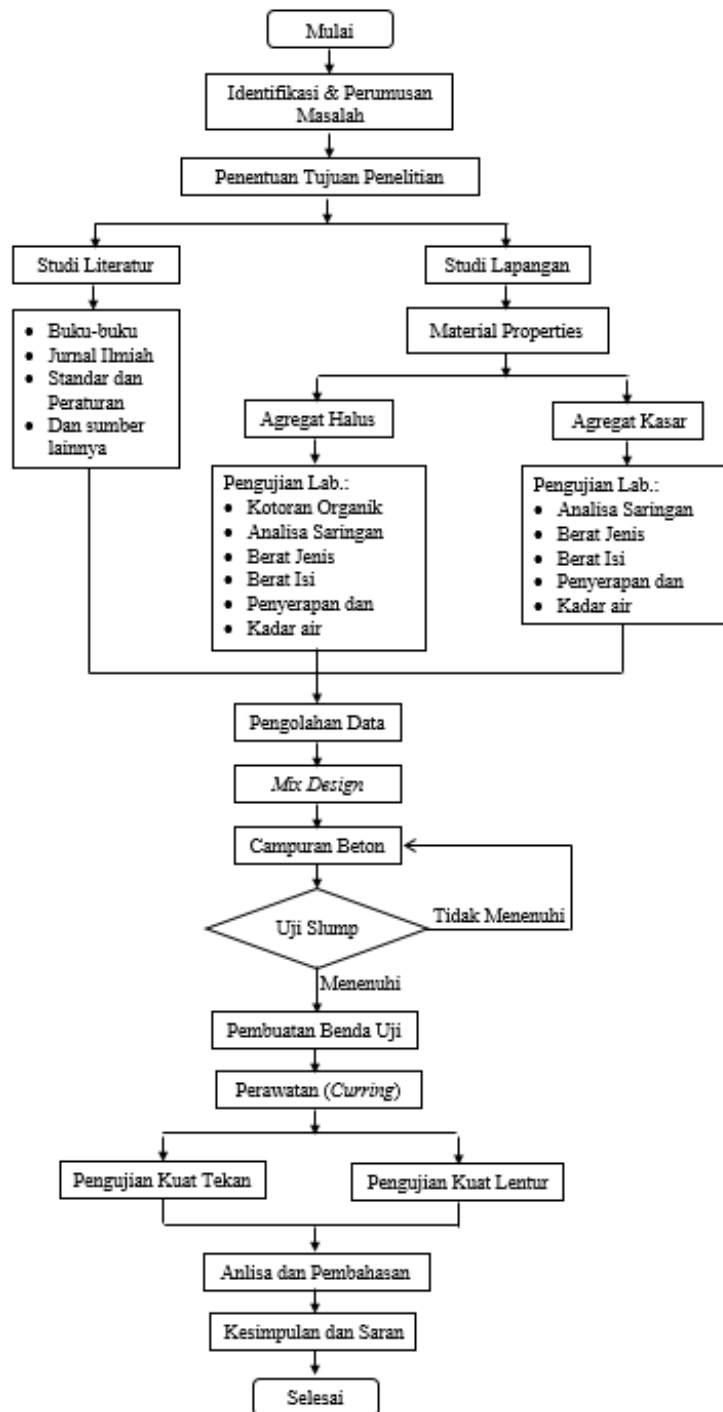 Mulai
Identifikasi & Perumusan
Masalah
Penentuan Tujuan Penelitian
Studi Literatur
Studi Lapangan
• Buku-buku
• Jurnal Ilmiah
• Standar dan
Peraturan
• Dan sumber
lainnya
Material Properties
Agregat Halus
Agregat Kasar
Pengujian Lab.:
• Kotoran Organik
• Analisa Saringan
• Berat Jenis
• Berat Isi
• Penyerapan dan
• Kadar air
Pengujian Lab.:
• Analisa Saringan
• Berat Jenis
• Berat Isi
• Penyerapan dan
• Kadar air
Pengolahan Data
Mix Design
Campuran Beton
Uji Slump
Tidak Menenuhi
Menenuhi
Pembuatan Benda Uji
Perawatan (Curring)
Pengujian Kuat Tekan
Pengujian Kuat Lentur
Anlisa dan Pembahasan
Kesimpulan dan Saran
Selesai